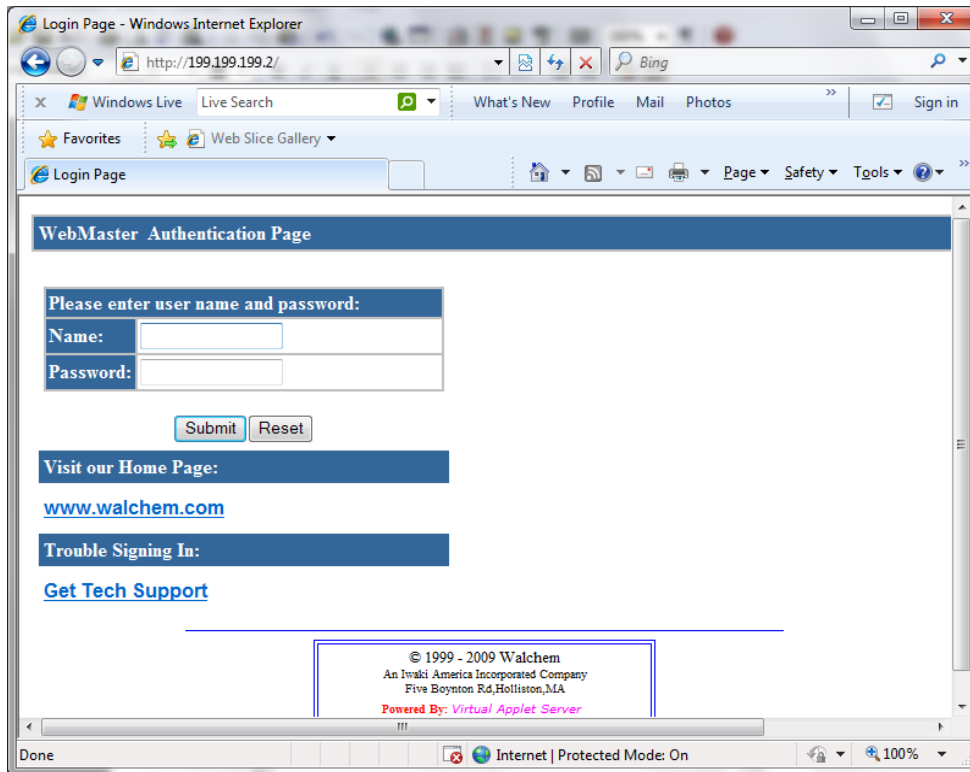 Login Page - Windows Internet Explorer
http://199.199.199.2/
Bing
x Windows Live Live Search What's New Profile Mail Photos >> Sign in
Favorites Web Slice Gallery
Login Page Page Safety Tools >>
WebMaster Authentication Page
Please enter user name and password:
Name:
Password:
Submit Reset
Visit our Home Page:
www.walchem.com
Trouble Signing In:
Get Tech Support
© 1999 - 2009 Walchem
An Iwaki America Incorporated Company
Five Boynton Rd,Holliston,MA
Powered By: Virtual Applet Server
Done Internet | Protected Mode: On 100%